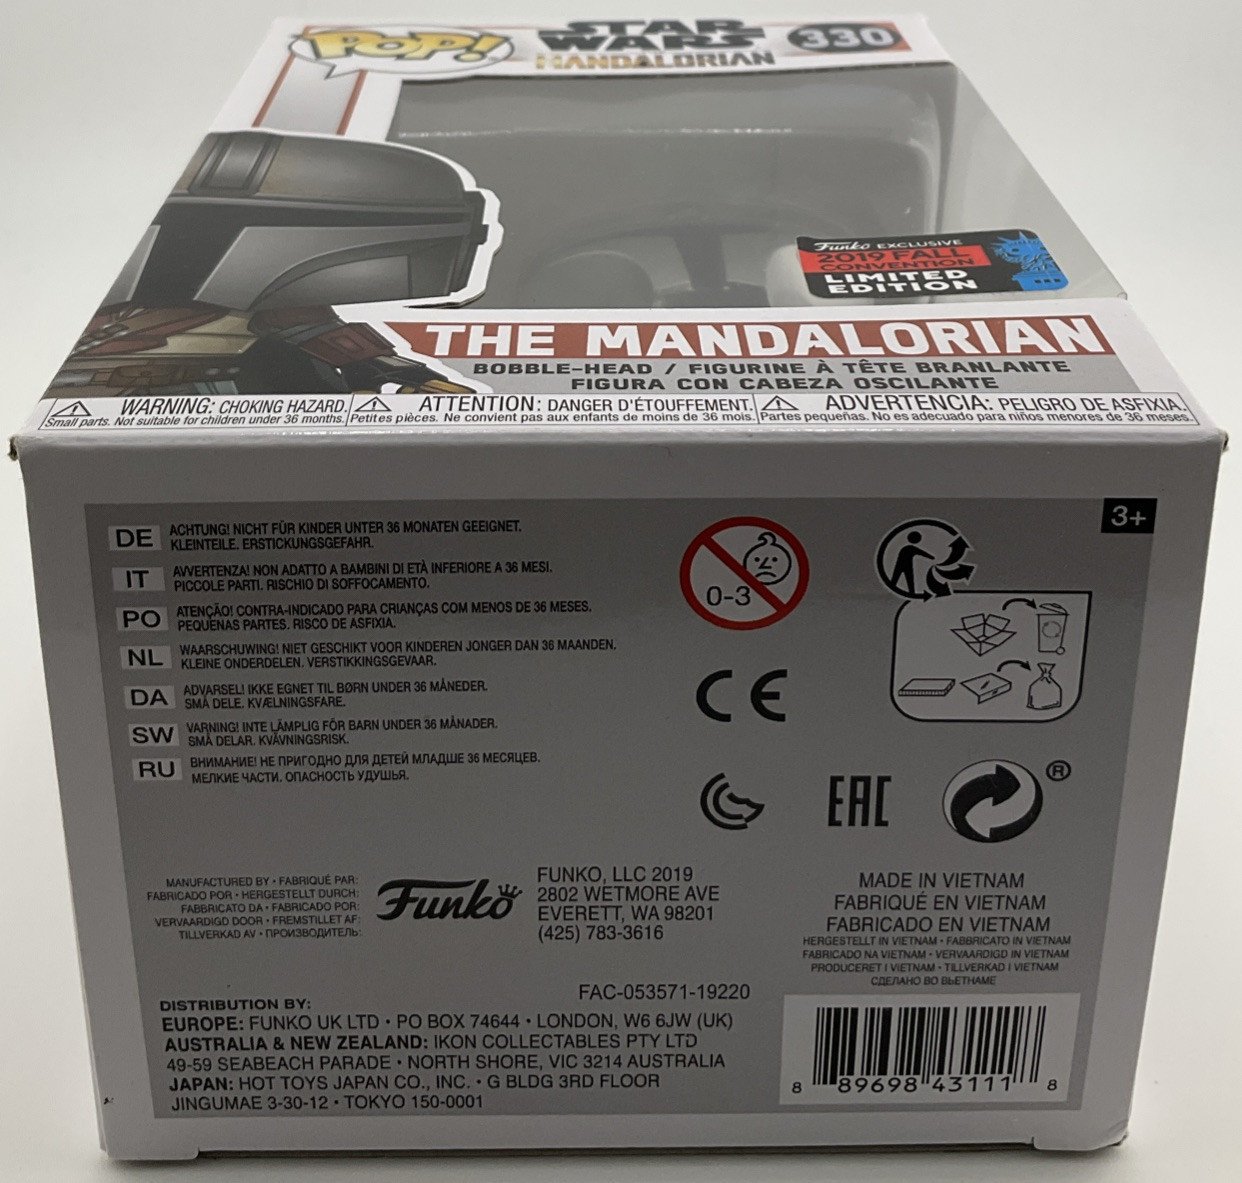 POP!
STAR
WARS
MANDALORIAN
330
Funko EXCLUSIVE
2019 FALL
CONVENTION
LIMITED
EDITION
THE MANDALORIAN
BOBBLE-HEAD / FIGURINE À TÊTE BRANLANTE
FIGURA CON CABEZA OSCILANTE
WARNING: CHOKING HAZARD.
Small parts. Not suitable for children under 36 months.
ATTENTION: DANGER D'ÉTOUFFEMENT.
Petites pièces. Ne convient pas aux enfants de moins de 36 mois.
ADVERTENCIA: PELIGRO DE ASFIXIA.
Partes pequeñas. No es adecuado para niños menores de 36 meses.
3+
DE ACHTUNG! NICHT FÜR KINDER UNTER 36 MONATEN GEEIGNET.
KLEINTEILE. ERSTICKUNGSGEFAHR.
IT AVVERTENZA! NON ADATTO A BAMBINI DI ETÀ INFERIORE A 36 MESI.
PICCOLE PARTI. RISCHIO DI SOFFOCAMENTO.
PO ATENÇÃO! CONTRA-INDICADO PARA CRIANÇAS COM MENOS DE 36 MESES.
PEQUENAS PARTES. RISCO DE ASFIXIA.
NL WAARSCHUWING! NIET GESCHIKT VOOR KINDEREN JONGER DAN 36 MAANDEN.
KLEINE ONDERDELEN. VERSTIKKINGSGEVAAR.
DA ADVARSEL! IKKE EGNET TIL BØRN UNDER 36 MÅNEDER.
SMÅ DELE. KVÆLNINGSFARE.
SW VARNING! INTE LÄMPLIG FÖR BARN UNDER 36 MÅNADER.
SMÅ DELAR. KVÄVNINGSRISK.
RU ВНИМАНИЕ! НЕ ПРИГОДНО ДЛЯ ДЕТЕЙ МЛАДШЕ 36 МЕСЯЦЕВ.
МЕЛКИЕ ЧАСТИ. ОПАСНОСТЬ УДУШЬЯ.
0-3
CE
EAC
®
MANUFACTURED BY • FABRIQUÉ PAR:
FABRICADO POR • HERGESTELLT DURCH:
FABBRICATO DA • FABRICADO POR:
VERVAARDIGD DOOR • FREMSTILLET AF:
TILLVERKAD AV • ПРОИЗВОДИТЕЛЬ:
Funko
FUNKO, LLC 2019
2802 WETMORE AVE
EVERETT, WA 98201
(425) 783-3616
MADE IN VIETNAM
FABRIQUÉ EN VIETNAM
FABRICADO EN VIETNAM
HERGESTELLT IN VIETNAM • FABBRICATO IN VIETNAM
FABRICADO NA VIETNAM • VERVAARDIGD IN VIETNAM
PRODUCERET I VIETNAM • TILLVERKAD I VIETNAM
СДЕЛАНО ВО ВЬЕТНАМЕ
FAC-053571-19220
DISTRIBUTION BY:
EUROPE: FUNKO UK LTD • PO BOX 74644 • LONDON, W6 6JW (UK)
AUSTRALIA & NEW ZEALAND: IKON COLLECTABLES PTY LTD
49-59 SEABEACH PARADE • NORTH SHORE, VIC 3214 AUSTRALIA
JAPAN: HOT TOYS JAPAN CO., INC. • G BLDG 3RD FLOOR
JINGUMAE 3-30-12 • TOKYO 150-0001
8 89698 43111 8